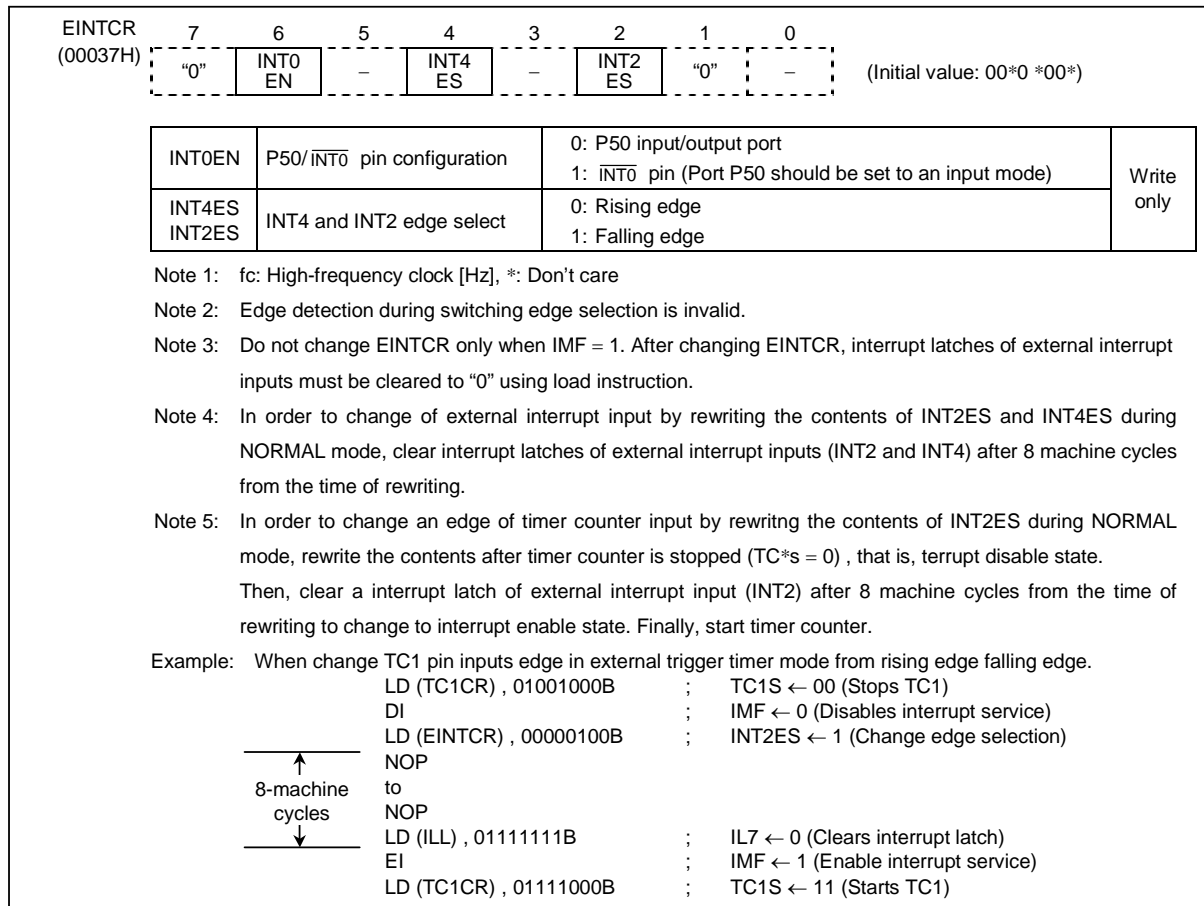 EINTCR
(00037H)
7 6 5 4 3 2 1 0
“0” INT0 EN – INT4 ES – INT2 ES “0” – (Initial value: 00*0 *00*)
INT0EN P50/INT0 pin configuration 0: P50 input/output port
1: INT0 pin (Port P50 should be set to an input mode)
Write only
INT4ES INT2ES INT4 and INT2 edge select 0: Rising edge
1: Falling edge
Note 1: fc: High-frequency clock [Hz], *: Don’t care
Note 2: Edge detection during switching edge selection is invalid.
Note 3: Do not change EINTCR only when IMF = 1. After changing EINTCR, interrupt latches of external interrupt
inputs must be cleared to “0” using load instruction.
Note 4: In order to change of external interrupt input by rewriting the contents of INT2ES and INT4ES during
NORMAL mode, clear interrupt latches of external interrupt inputs (INT2 and INT4) after 8 machine cycles
from the time of rewriting.
Note 5: In order to change an edge of timer counter input by rewritng the contents of INT2ES during NORMAL
mode, rewrite the contents after timer counter is stopped (TC*s = 0) , that is, terrupt disable state.
Then, clear a interrupt latch of external interrupt input (INT2) after 8 machine cycles from the time of
rewriting to change to interrupt enable state. Finally, start timer counter.
Example: When change TC1 pin inputs edge in external trigger timer mode from rising edge falling edge.
LD (TC1CR) , 01001000B ; TC1S ← 00 (Stops TC1)
DI ; IMF ← 0 (Disables interrupt service)
LD (EINTCR) , 00000100B ; INT2ES ← 1 (Change edge selection)
NOP
8-machine to
cycles NOP
LD (ILL) , 01111111B ; IL7 ← 0 (Clears interrupt latch)
EI ; IMF ← 1 (Enable interrupt service)
LD (TC1CR) , 01111000B ; TC1S ← 11 (Starts TC1)